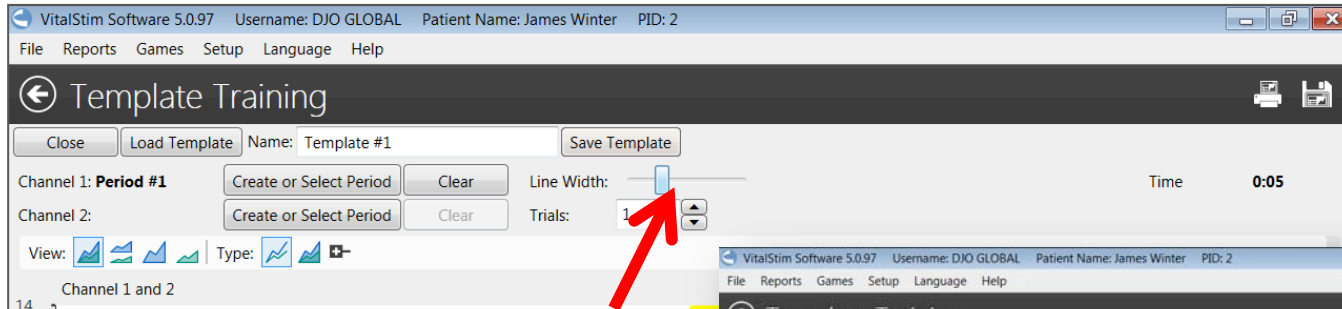 VitalStim Software 5.0.97 Username: DJO GLOBAL Patient Name: James Winter PID: 2
File Reports Games Setup Language Help
Template Training
Close Load Template Name: Template #1 Save Template
Channel 1: Period #1 Create or Select Period Clear Line Width: Time 0:05
Channel 2: Create or Select Period Clear Trials: 1
View: Type:
VitalStim Software 5.0.97 Username: DJO GLOBAL Patient Name: James Winter PID: 2
File Reports Games Setup Language Help
Channel 1 and 2
14